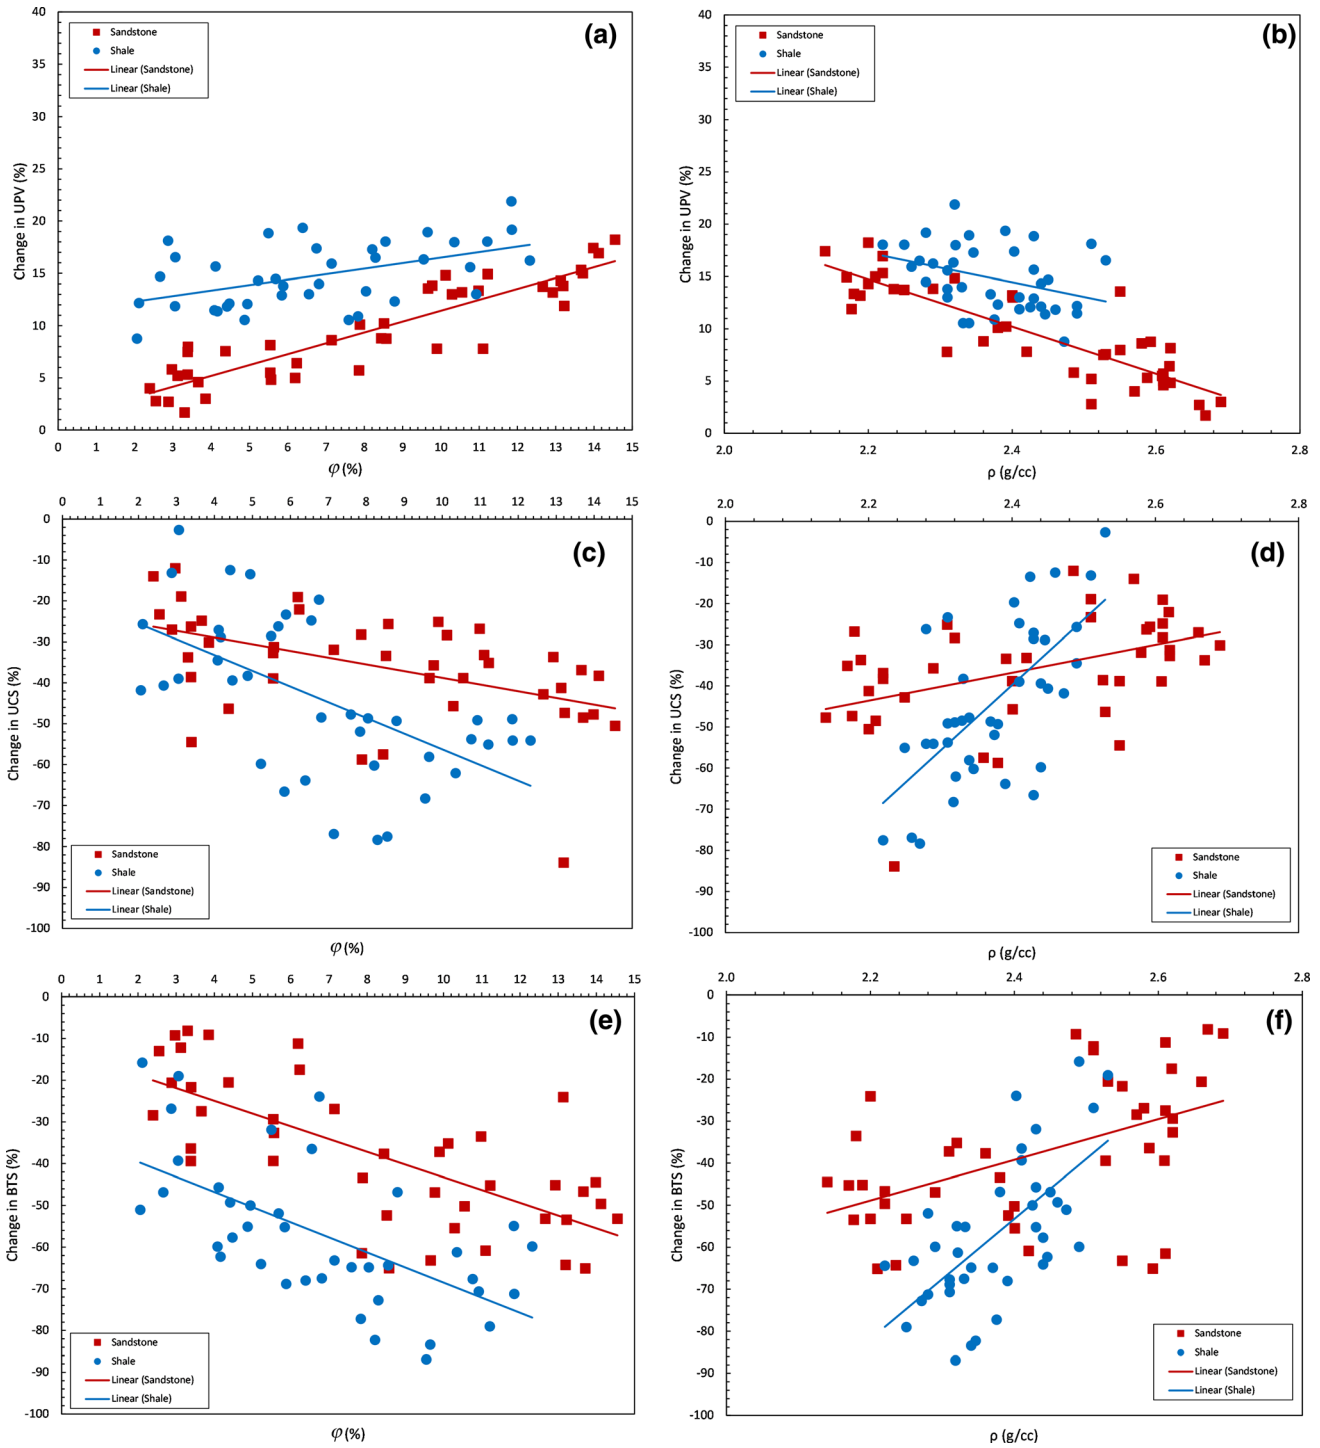 (a)
Sandstone
Shale
Linear (Sandstone)
Linear (Shale)
Change in UPV (%)
40
35
30
25
20
15
10
5
0
0 1 2 3 4 5 6 7 8 9 10 11 12 13 14 15
φ (%)
(b)
Sandstone
Shale
Linear (Sandstone)
Linear (Shale)
Change in UPV (%)
40
35
30
25
20
15
10
5
0
2.0 2.2 2.4 2.6 2.8
ρ (g/cc)
0 1 2 3 4 5 6 7 8 9 10 11 12 13 14 15
(c)
Change in UCS (%)
0
-10
-20
-30
-40
-50
-60
-70
-80
-90
-100
Sandstone
Shale
Linear (Sandstone)
Linear (Shale)
φ (%)
2.0 2.2 2.4 2.6 2.8
(d)
Change in UCS (%)
0
-10
-20
-30
-40
-50
-60
-70
-80
-90
-100
Sandstone
Shale
Linear (Sandstone)
Linear (Shale)
ρ (g/cc)
0 1 2 3 4 5 6 7 8 9 10 11 12 13 14 15
(e)
Change in BTS (%)
0
-10
-20
-30
-40
-50
-60
-70
-80
-90
-100
Sandstone
Shale
Linear (Sandstone)
Linear (Shale)
φ (%)
2.0 2.2 2.4 2.6 2.8
(f)
Change in BTS (%)
0
-10
-20
-30
-40
-50
-60
-70
-80
-90
-100
Sandstone
Shale
Linear (Sandstone)
Linear (Shale)
ρ (g/cc)